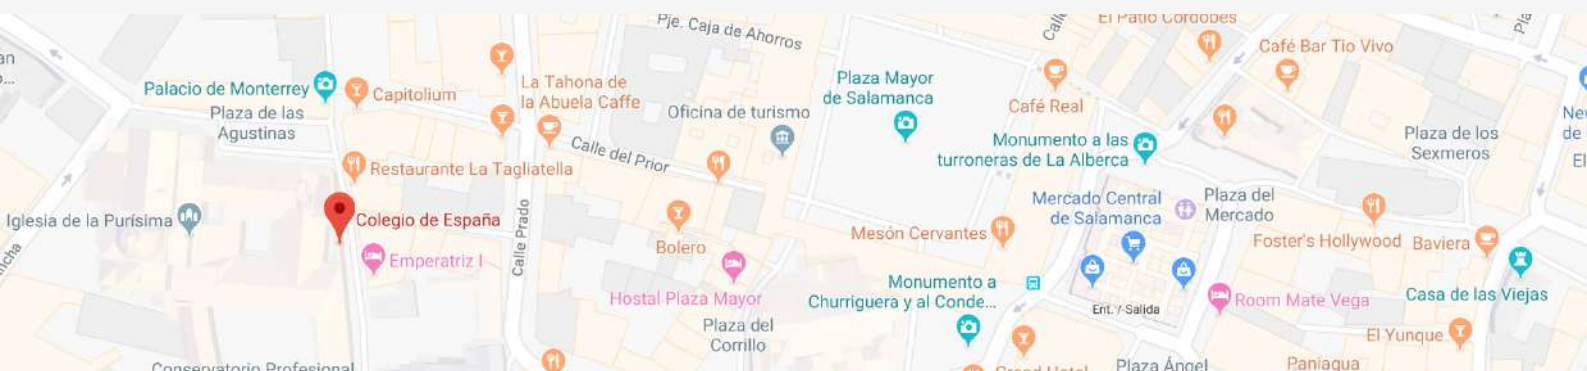 El Patio Cordobés
Pje. Caja de Ahorros
Café Bar Tio Vivo
Palacio de Monterrey
Capitolium
La Tahona de
la Abuela Caffe
Plaza Mayor
de Salamanca
Café Real
Plaza de las
Agustinas
Oficina de turismo
Monumento a las
turroneras de La Alberca
Plaza de los
Sexmeros
Calle del Prior
Restaurante La Tagliatella
Iglesia de la Purísima
Colegio de España
Calle Prado
Mercado Central
de Salamanca
Plaza del
Mercado
Bolero
Mesón Cervantes
Foster's Hollywood
Baviera
Emperatriz I
Hostal Plaza Mayor
Monumento a
Churriguera y al Conde...
Ent. / Salida
Room Mate Vega
Casa de las Viejas
Plaza del
Corrillo
El Yunque
Conservatorio Profesional
Grand Hotel
Plaza Ángel
Paniagua